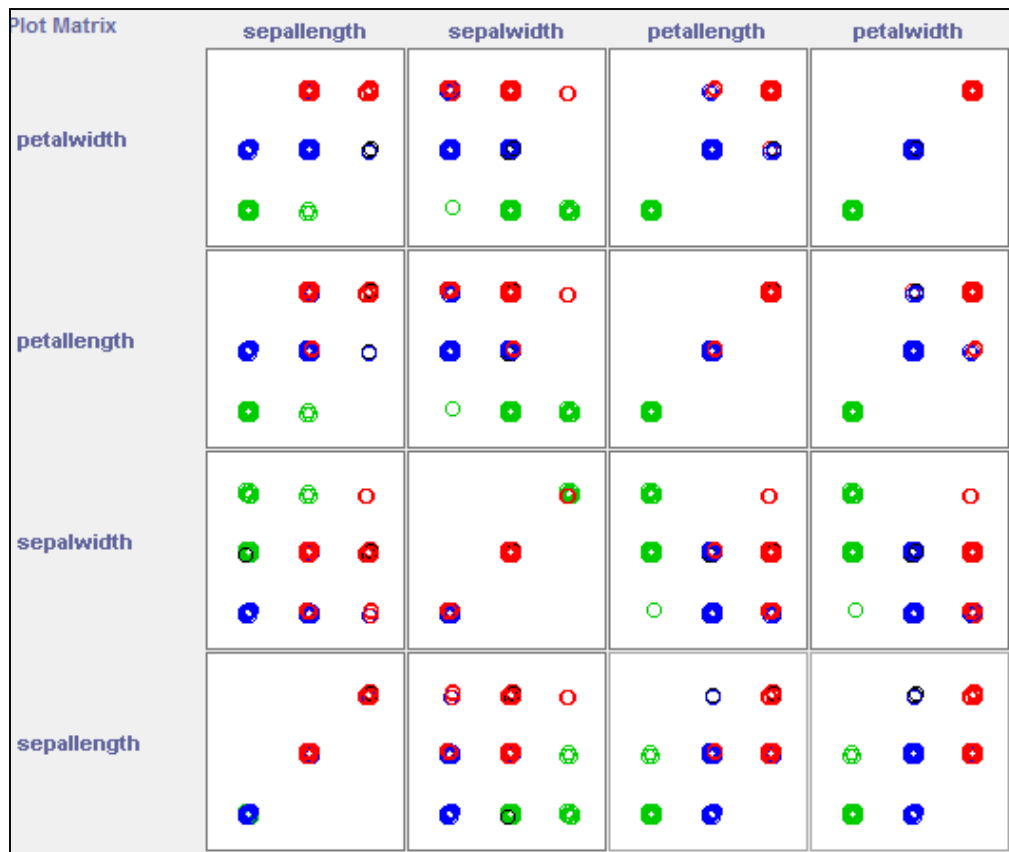 Plot Matrix
sepallength sepalwidth petallength petalwidth
petalwidth
petallength
sepalwidth
sepallength